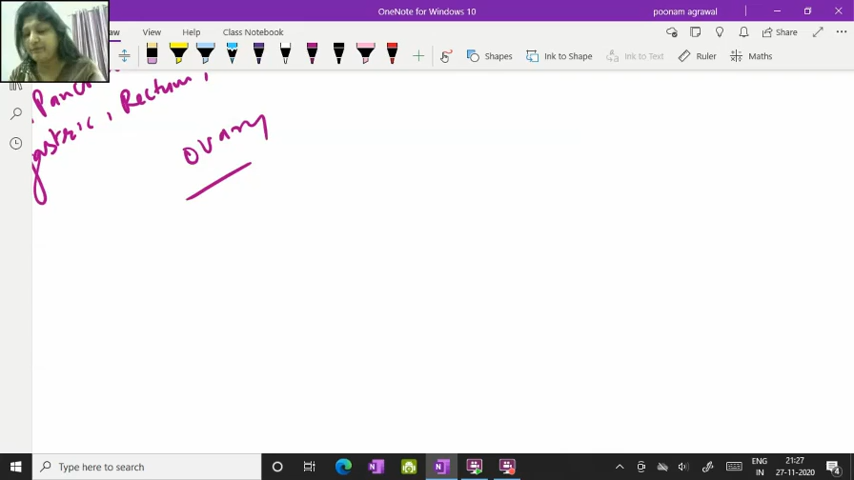 OneNote for Windows 10
poonam agrawal
View
Help
Class Notebook
Share
Shapes
Ink to Shape
Ink to Text
Ruler
Maths
gastric, Rectum,
ovary
Type here to search
ENG
IN
21:27
27-11-2020
4